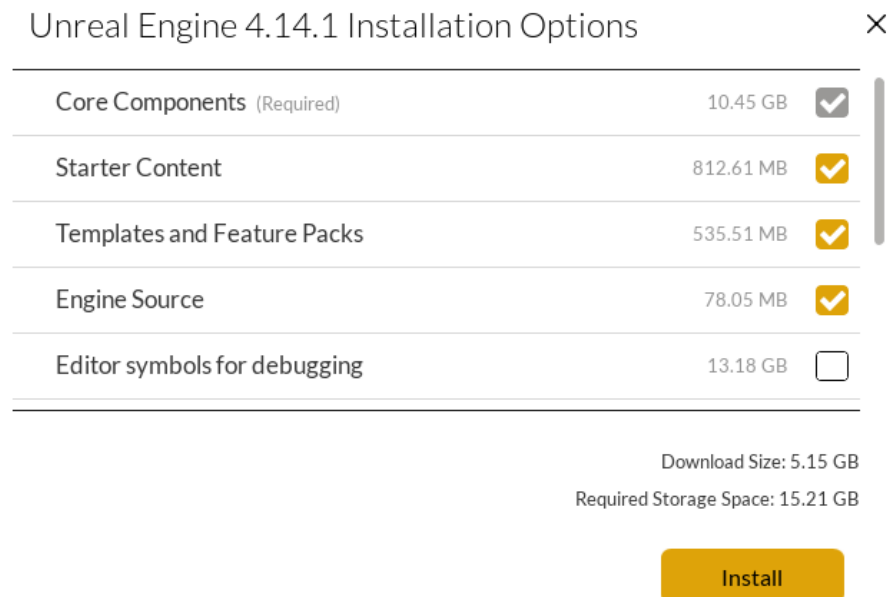 Unreal Engine 4.14.1 Installation Options
Core Components (Required) 10.45 GB
Starter Content 812.61 MB
Templates and Feature Packs 535.51 MB
Engine Source 78.05 MB
Editor symbols for debugging 13.18 GB
Download Size: 5.15 GB
Required Storage Space: 15.21 GB
Install